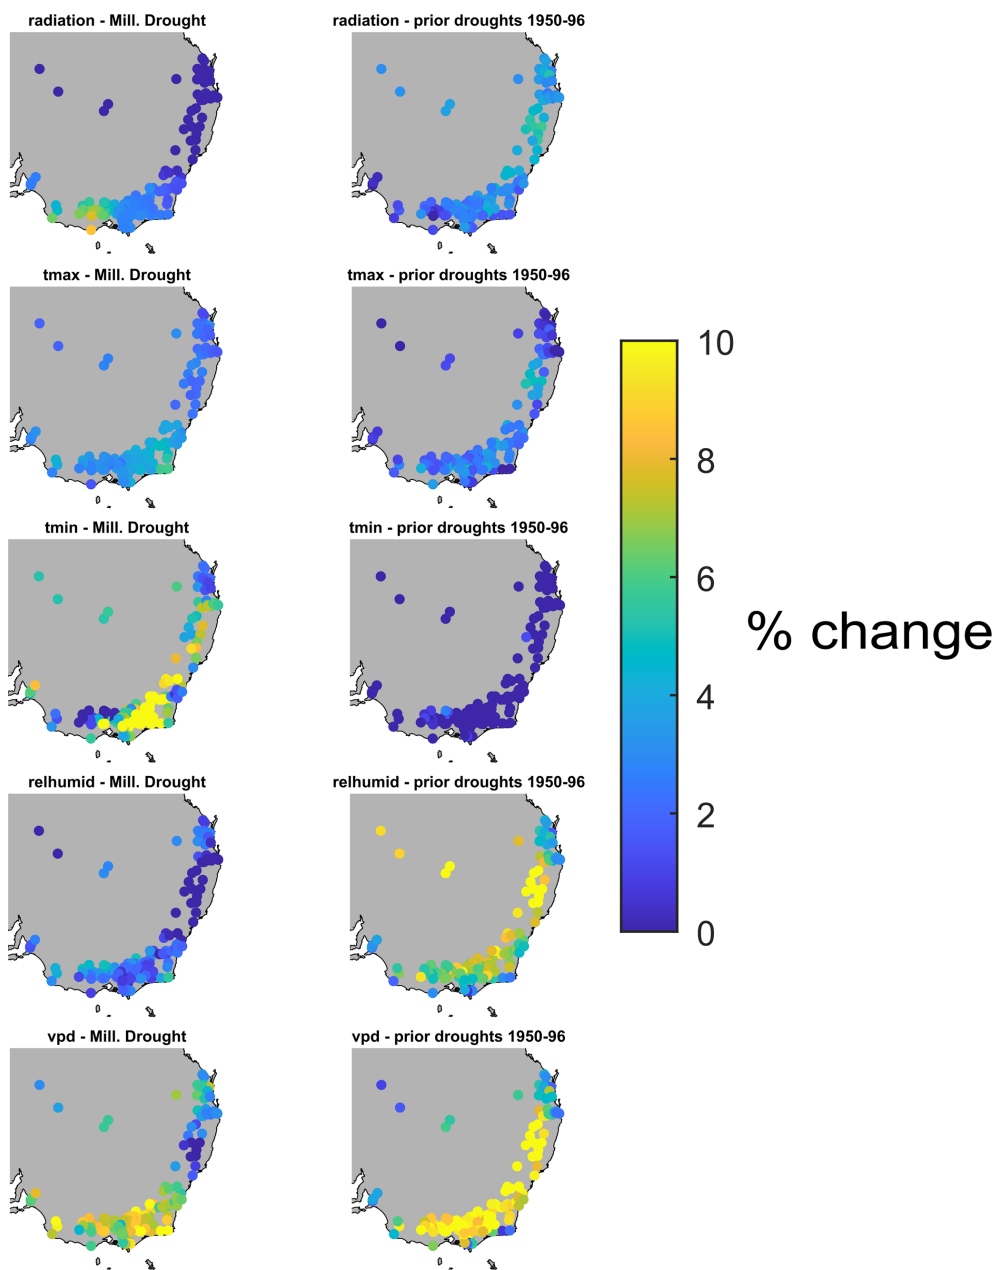 radiation - Mill. Drought
radiation - prior droughts 1950-96
tmax - Mill. Drought
tmax - prior droughts 1950-96
10
8
tmin - Mill. Drought
tmin - prior droughts 1950-96
6
% change
4
relhumid - Mill. Drought
relhumid - prior droughts 1950-96
2
0
vpd - Mill. Drought
vpd - prior droughts 1950-96